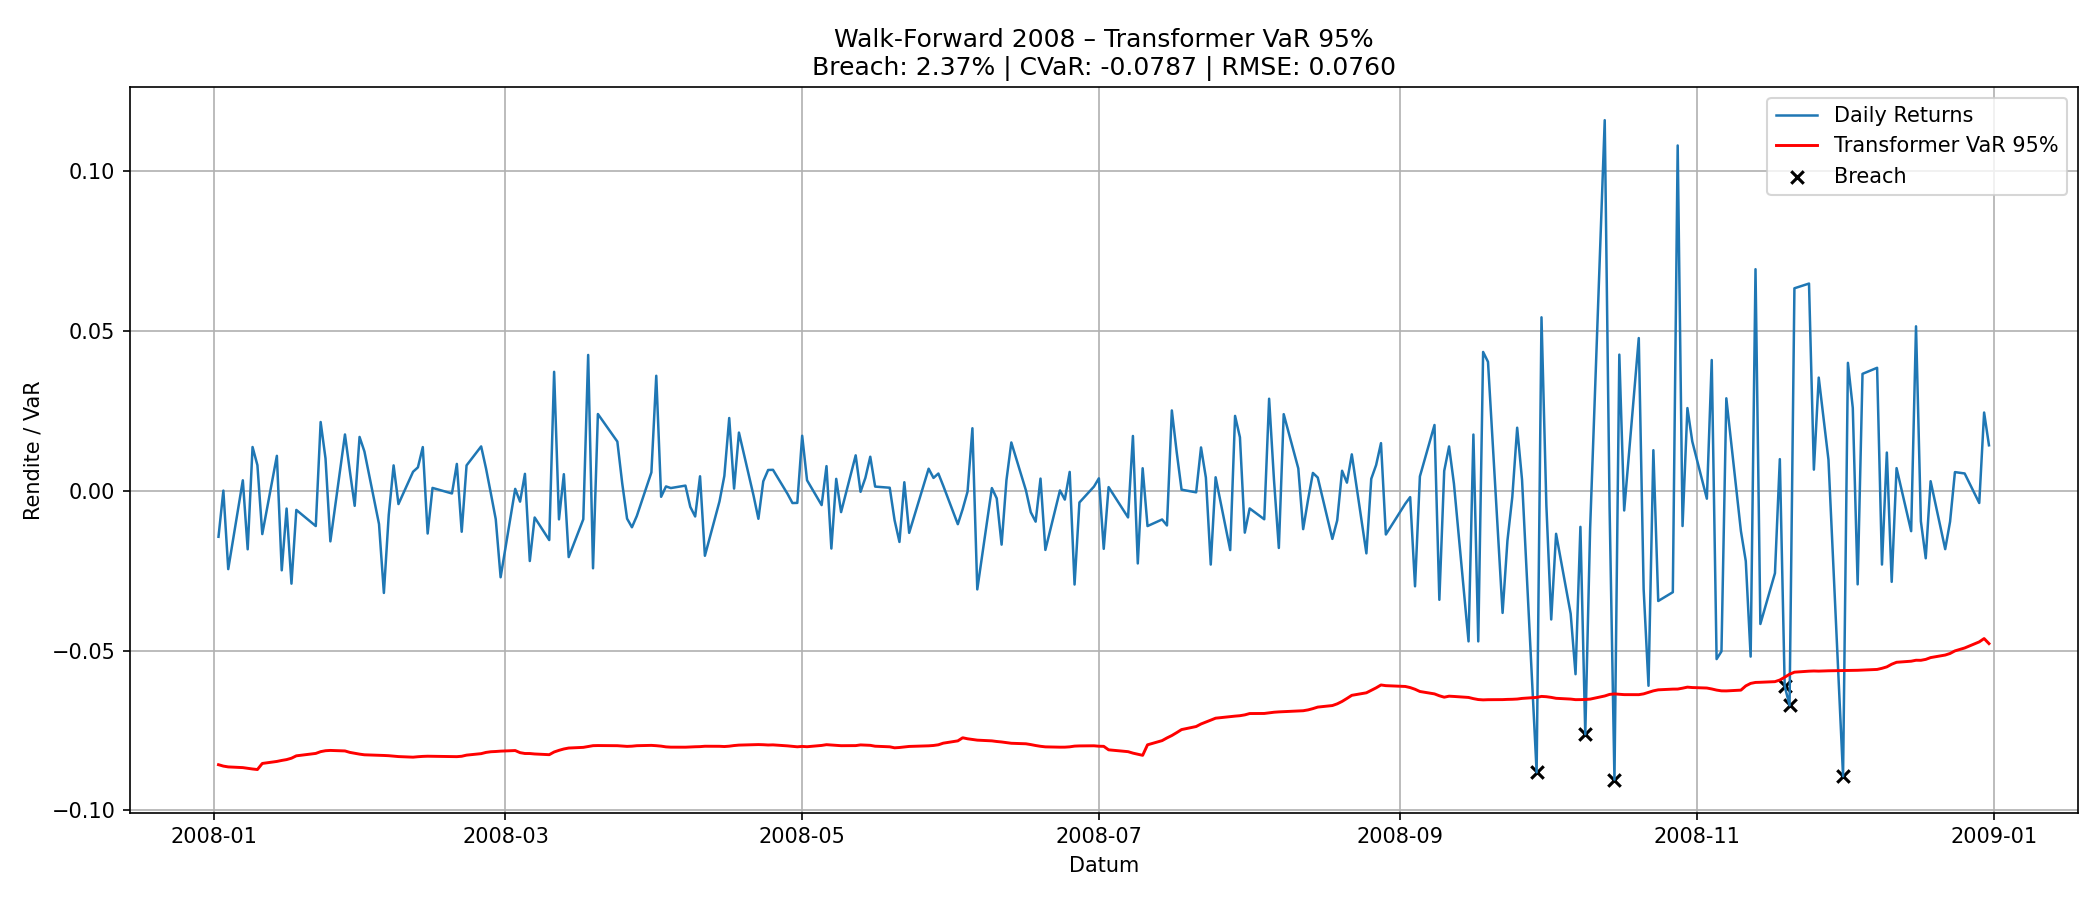 Walk-Forward 2008 – Transformer VaR 95%
Breach: 2.37% | CVaR: -0.0787 | RMSE: 0.0760
Daily Returns
Transformer VaR 95%
Breach
Rendite / VaR
0.10
0.05
0.00
−0.05
−0.10
2008-01
2008-03
2008-05
2008-07
2008-09
2008-11
2009-01
Datum